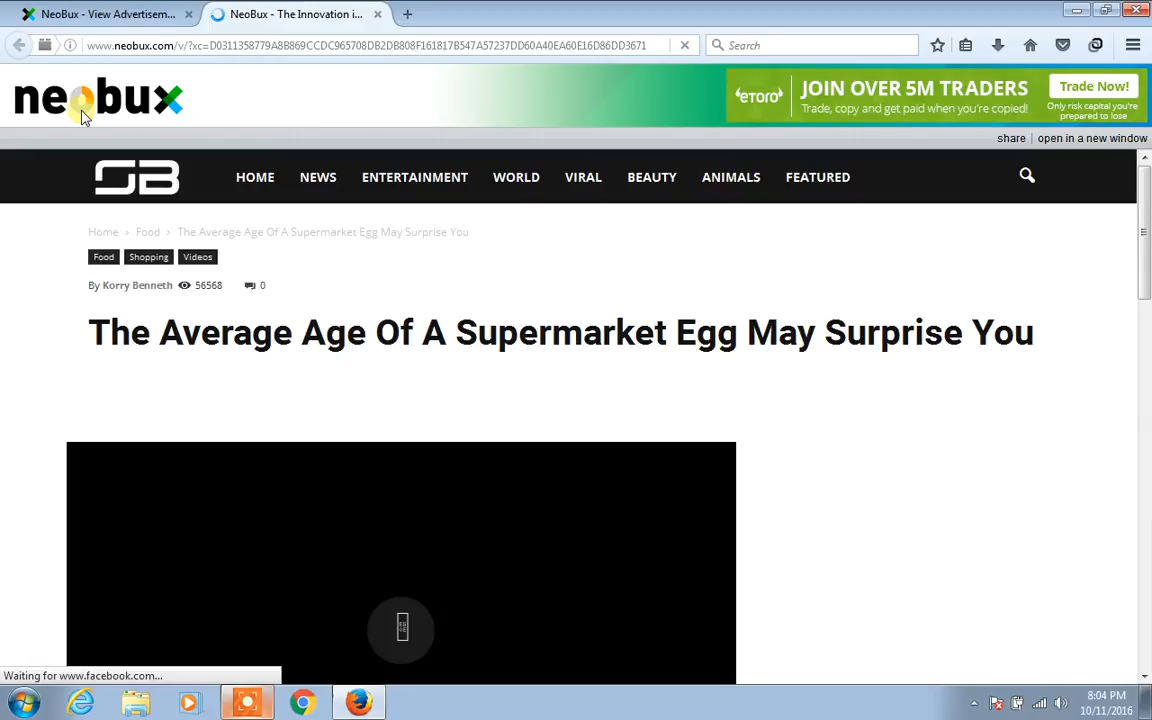 NeoBux - View Advertisem...
NeoBux - The Innovation i...
www.neobux.com/v/?xc=D0311358779A8B869CCDC965708DB2DB808F161817B547A57237DD60A40EA60E16D86DD3671
Search
neobux
eToro
JOIN OVER 5M TRADERS
Trade, copy and get paid when you're copied!
Trade Now!
Only risk capital you're
prepared to lose
share | open in a new window
SB
HOME NEWS ENTERTAINMENT WORLD VIRAL BEAUTY ANIMALS FEATURED
Home › Food › The Average Age Of A Supermarket Egg May Surprise You
Food Shopping Videos
By Korry Benneth 56568 0
The Average Age Of A Supermarket Egg May Surprise You
Waiting for www.facebook.com...
8:04 PM
10/11/2016